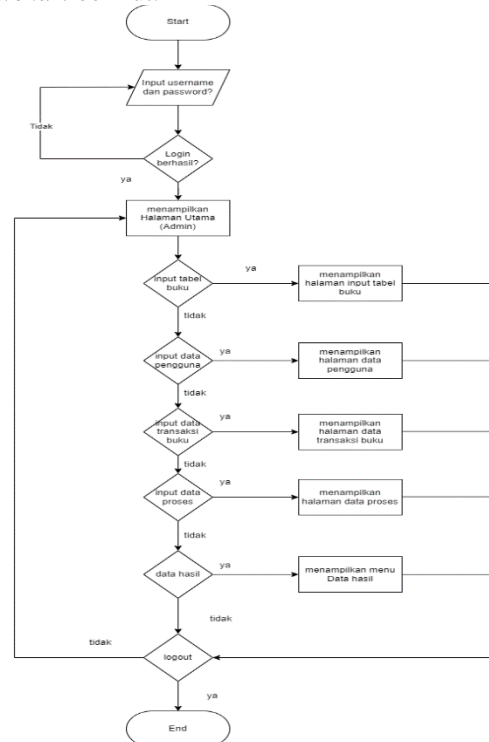 Start
Input username
dan password?
Tidak
Login
berhasil?
ya
menampilkan
Halaman Utama
(Admin)
input tabel
buku
ya
menampilkan
halaman input tabel
buku
tidak
input data
pengguna
ya
menampilkan
halaman data
pengguna
tidak
input data
transaksi
buku
ya
menampilkan
halaman data
transaksi buku
tidak
input data
proses
ya
menampilkan
halaman data proses
tidak
data hasil
ya
menampilkan menu
Data hasil
tidak
tidak
logout
ya
End